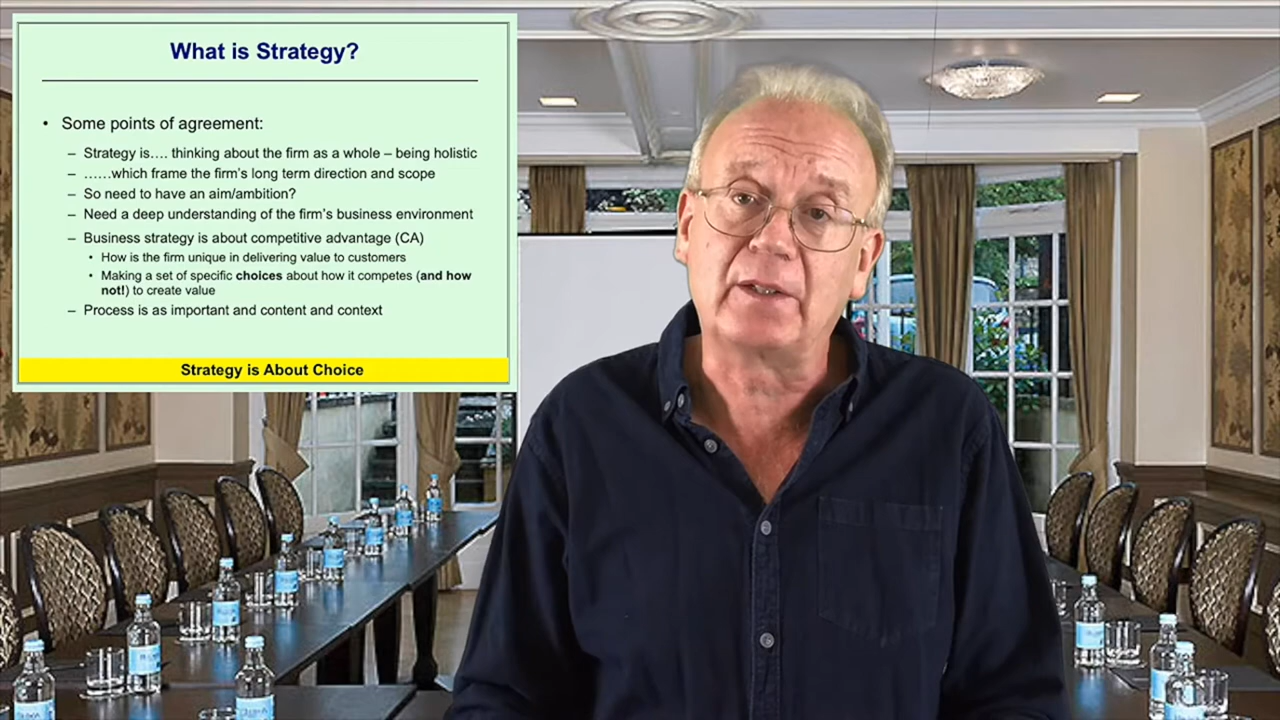 What is Strategy?
• Some points of agreement:
– Strategy is…. thinking about the firm as a whole – being holistic
– ……which frame the firm's long term direction and scope
– So need to have an aim/ambition?
– Need a deep understanding of the firm's business environment
– Business strategy is about competitive advantage (CA)
• How is the firm unique in delivering value to customers
• Making a set of specific choices about how it competes (and how
not!) to create value
– Process is as important and content and context
Strategy is About Choice